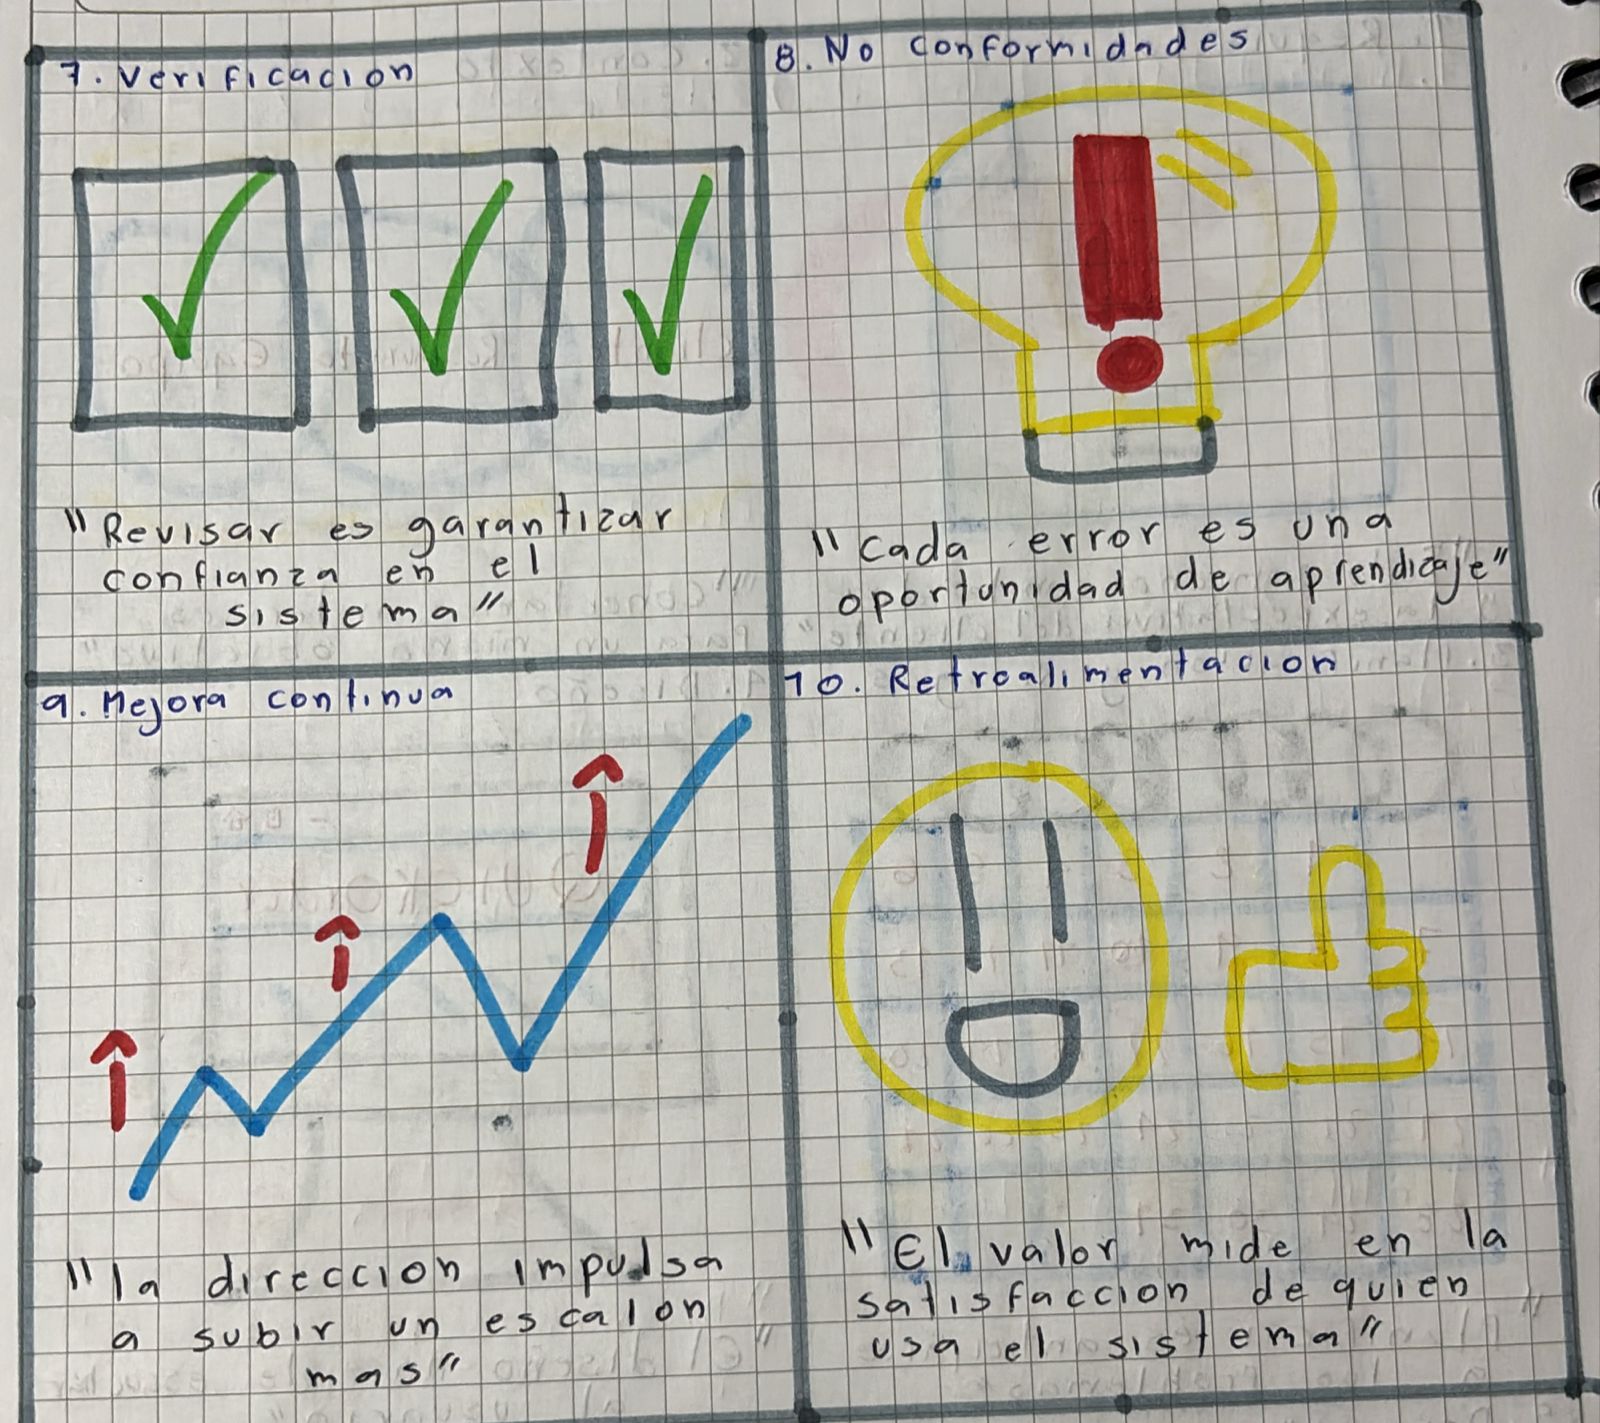 7. Verificacion
"Revisar es garantizar
confianza en el
sistema"
8. No conformidades
"cada error es una
oportunidad de aprendizaje"
9. Mejora continua
"la direccion impulsa
a subir un escalon
mas"
10. Retroalimentacion
"El valor mide en la
satisfaccion de quien
usa el sistema"